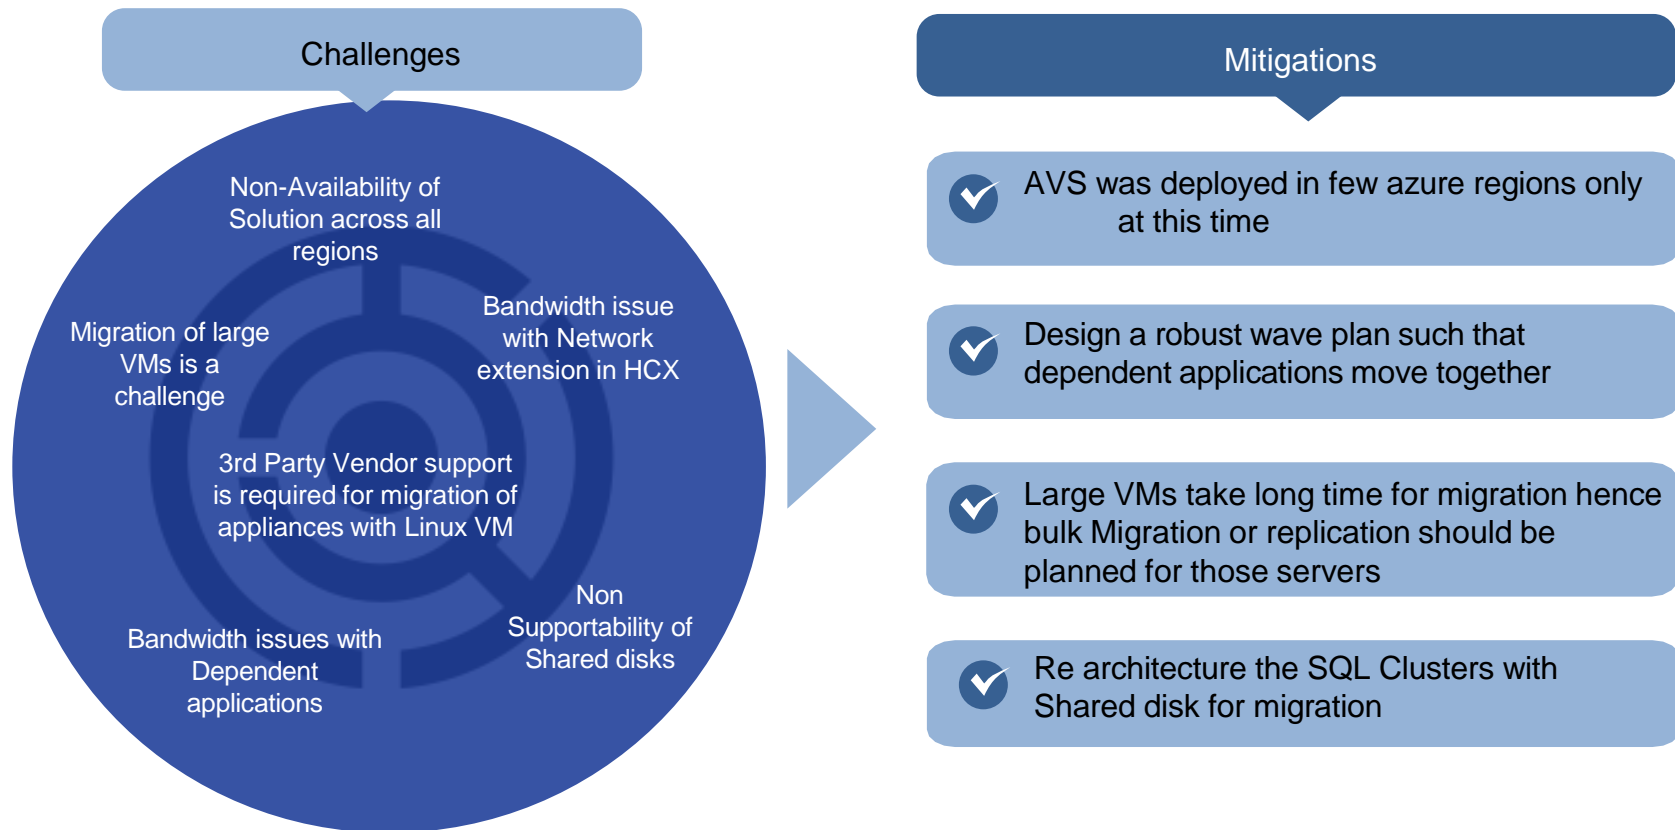 Challenges
Non-Availability of
Solution across all
regions
Migration of large
VMs is a
challenge
Bandwidth issue
with Network
extension in HCX
3rd Party Vendor support
is required for migration of
appliances with Linux VM
Non
Supportability of
Shared disks
Bandwidth issues with
Dependent
applications
Mitigations
AVS was deployed in few azure regions only
at this time
Design a robust wave plan such that
dependent applications move together
Large VMs take long time for migration hence
bulk Migration or replication should be
planned for those servers
Re architecture the SQL Clusters with
Shared disk for migration